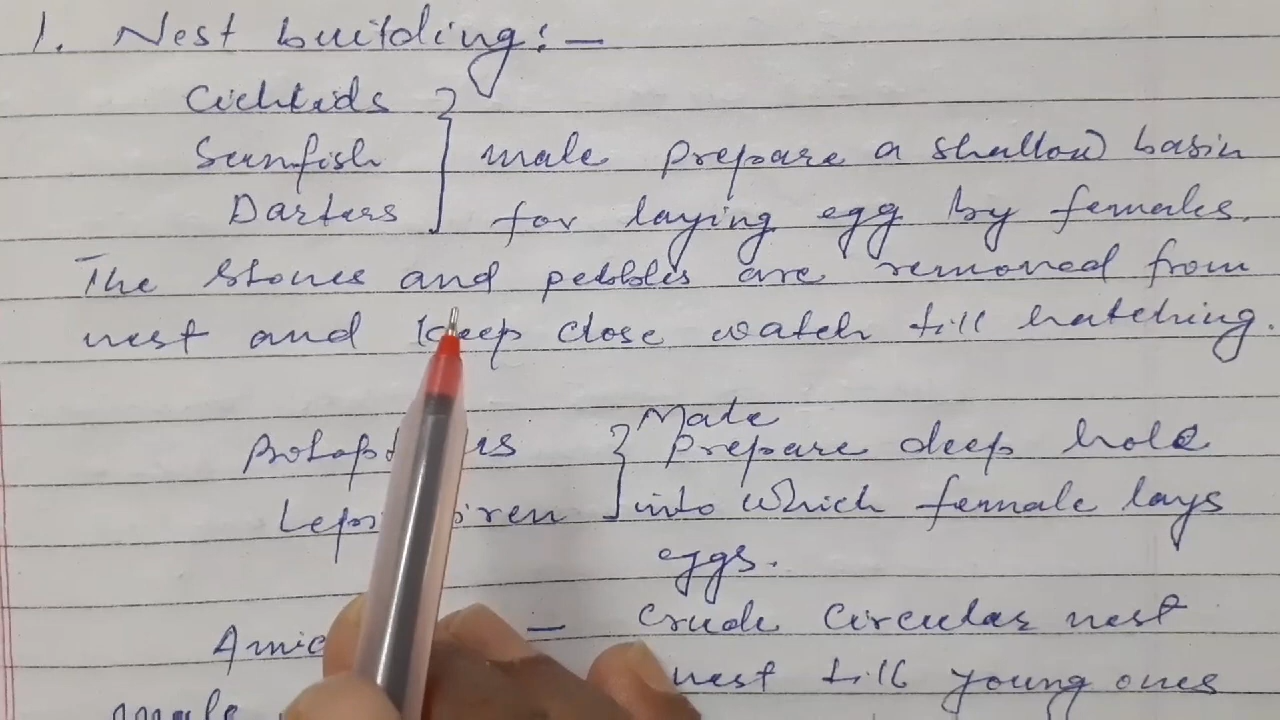 1. Nest building:-
Cichlids
Sunfish
Darters
male prepare a shallow basin
for laying egg by females.
The stones and pebbles are removed from
nest and keep close watch till hatching.
Male
prepare deep hole
into which female lays
eggs.
- crude circular nest
nest till young ones
male